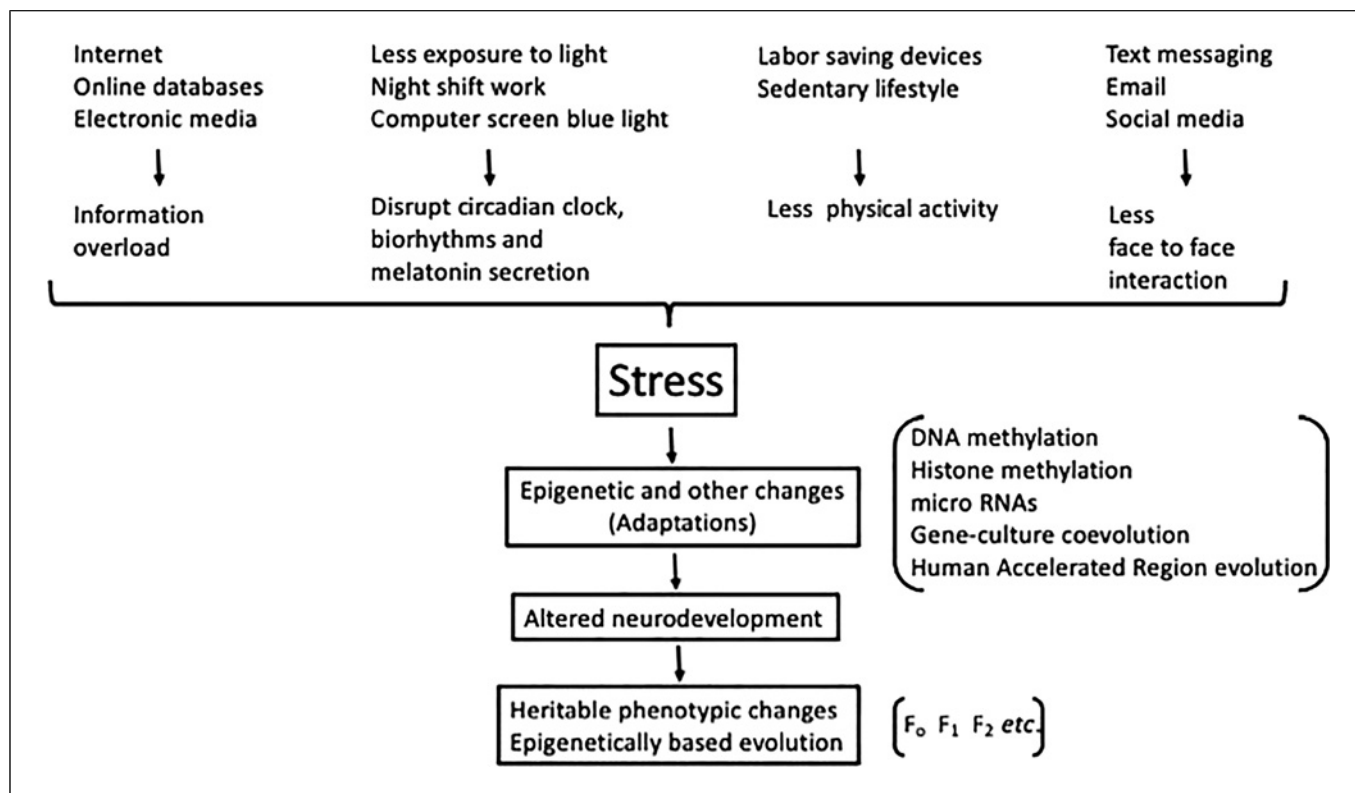 Internet
Online databases
Electronic media
Less exposure to light
Night shift work
Computer screen blue light
Labor saving devices
Sedentary lifestyle
Text messaging
Email
Social media
Information
overload
Disrupt circadian clock,
biorhythms and
melatonin secretion
Less physical activity
Less
face to face
interaction
Stress
Epigenetic and other changes
(Adaptations)
DNA methylation
Histone methylation
micro RNAs
Gene-culture coevolution
Human Accelerated Region evolution
Altered neurodevelopment
Heritable phenotypic changes
Epigenetically based evolution
Fₒ F₁ F₂ etc.